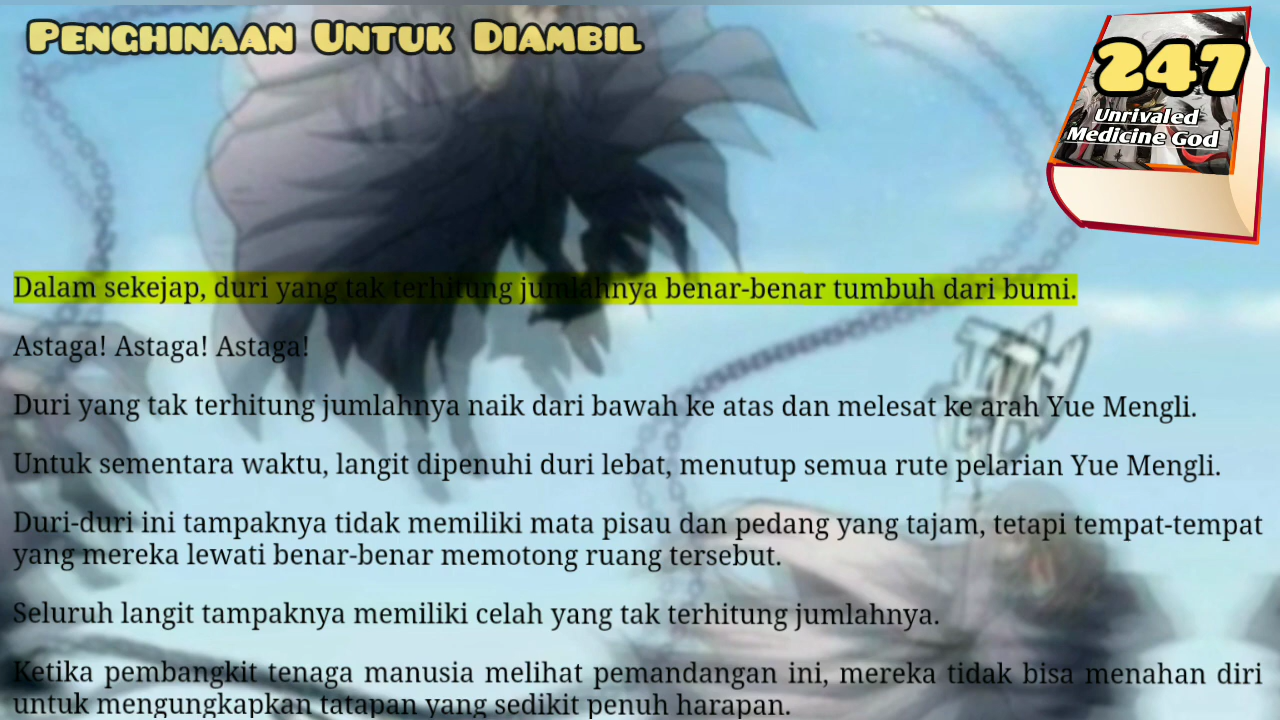 Penghinaan Untuk Diambil
247
Unrivaled
Medicine God
Dalam sekejap, duri yang tak terhitung jumlahnya benar-benar tumbuh dari bumi.
Astaga! Astaga! Astaga!
Duri yang tak terhitung jumlahnya naik dari bawah ke atas dan melesat ke arah Yue Mengli.
Untuk sementara waktu, langit dipenuhi duri lebat, menutup semua rute pelarian Yue Mengli.
Duri-duri ini tampaknya tidak memiliki mata pisau dan pedang yang tajam, tetapi tempat-tempat
yang mereka lewati benar-benar memotong ruang tersebut.
Seluruh langit tampaknya memiliki celah yang tak terhitung jumlahnya.
Ketika pembangkit tenaga manusia melihat pemandangan ini, mereka tidak bisa menahan diri
untuk mengungkapkan tatapan yang sedikit penuh harapan.